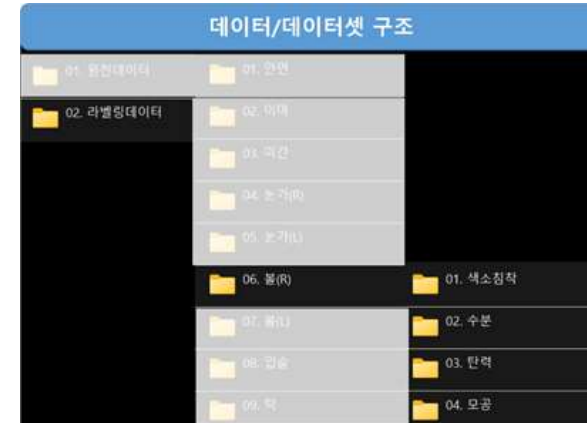 데이터/데이터셋 구조
01. 원천데이터
01. 안면
02. 라벨링데이터
02. 이마
03. 미간
04. 눈가(R)
05. 눈가(L)
06. 볼(R)
01. 색소침착
07. 볼(L)
02. 수분
08. 입술
03. 탄력
09. 턱
04. 모공